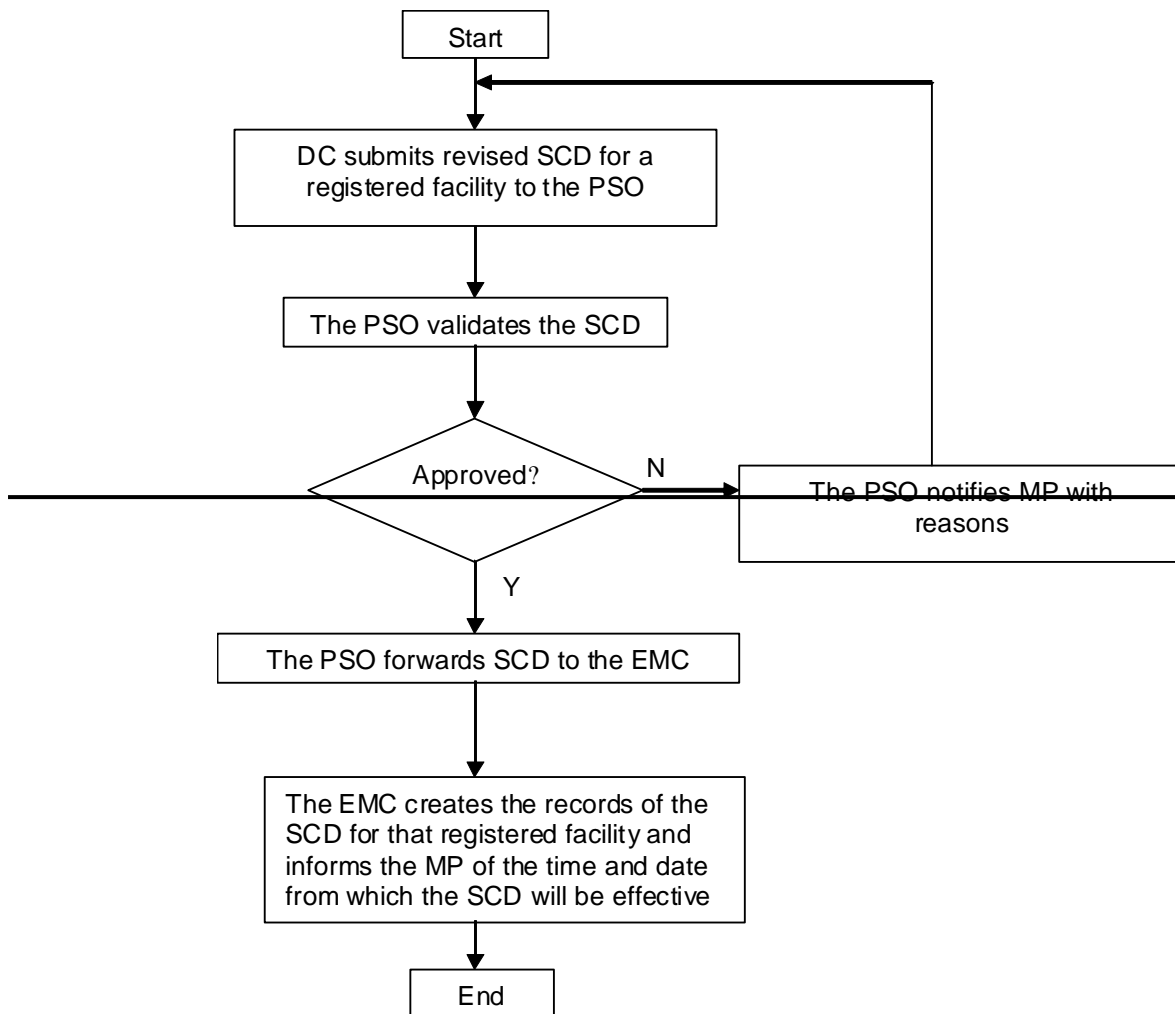 Start
DC submits revised SCD for a
registered facility to the PSO
The PSO validates the SCD
Approved?
N
The PSO notifies MP with
reasons
Y
The PSO forwards SCD to the EMC
The EMC creates the records of the
SCD for that registered facility and
informs the MP of the time and date
from which the SCD will be effective
End